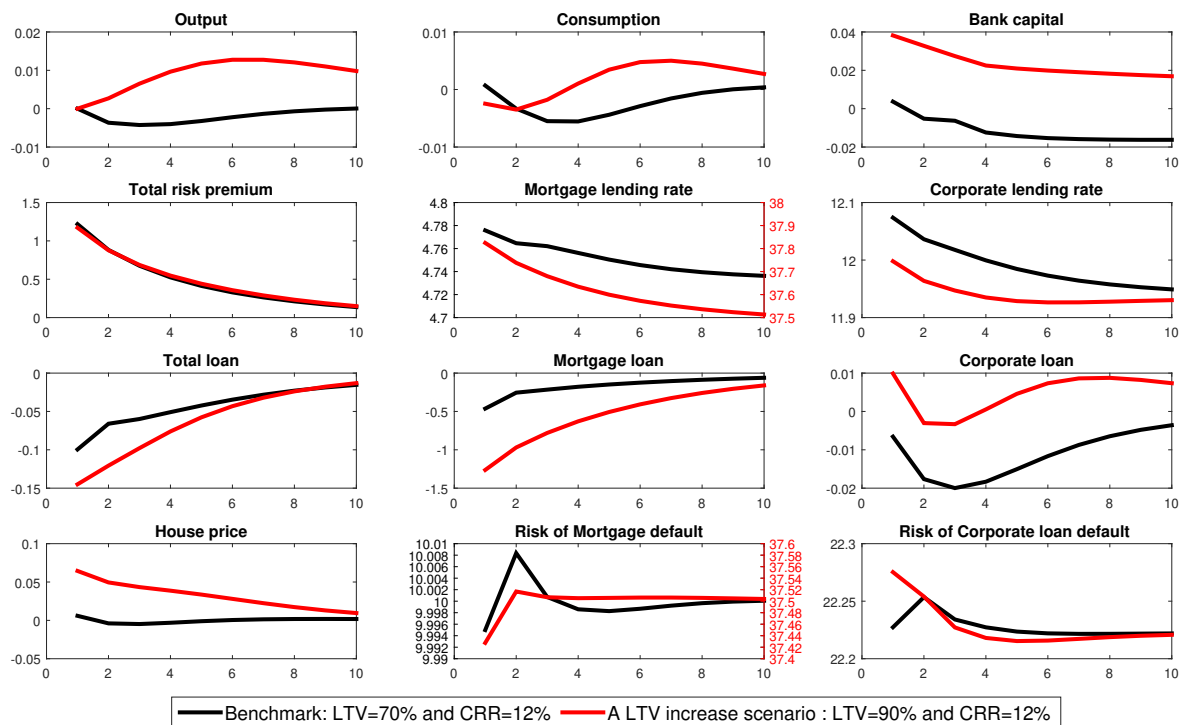 Output
0.02
0.01
0
-0.01
0 2 4 6 8 10
Consumption
0.01
0
-0.01
0 2 4 6 8 10
Bank capital
0.04
0.02
0
-0.02
0 2 4 6 8 10
Total risk premium
1.5
1
0.5
0
0 2 4 6 8 10
Mortgage lending rate
4.8
4.78
4.76
4.74
4.72
4.7
38
37.9
37.8
37.7
37.6
37.5
0 2 4 6 8 10
Corporate lending rate
12.1
12
11.9
0 2 4 6 8 10
Total loan
0
-0.05
-0.1
-0.15
0 2 4 6 8 10
Mortgage loan
0
-0.5
-1
-1.5
0 2 4 6 8 10
Corporate loan
0.01
0
-0.01
-0.02
0 2 4 6 8 10
House price
0.1
0.05
0
-0.05
0 2 4 6 8 10
Risk of Mortgage default
10.01
10.008
10.006
10.004
10.002
10
9.998
9.996
9.994
9.99
37.6
37.58
37.56
37.54
37.52
37.5
37.48
37.46
37.44
37.42
37.4
0 2 4 6 8 10
Risk of Corporate loan default
22.3
22.25
22.2
0 2 4 6 8 10
Benchmark: LTV=70% and CRR=12% A LTV increase scenario : LTV=90% and CRR=12%